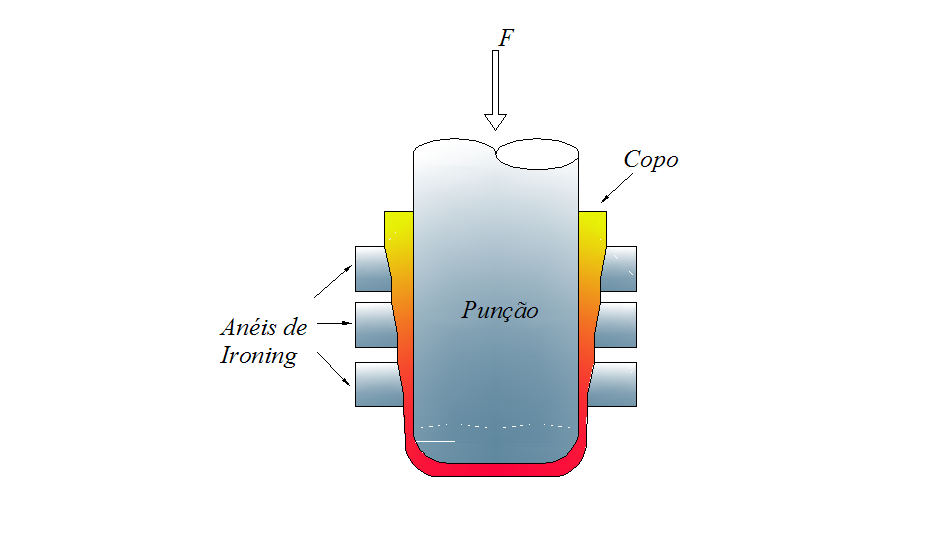 F
Copo
Punção
Anéis de
Ironing